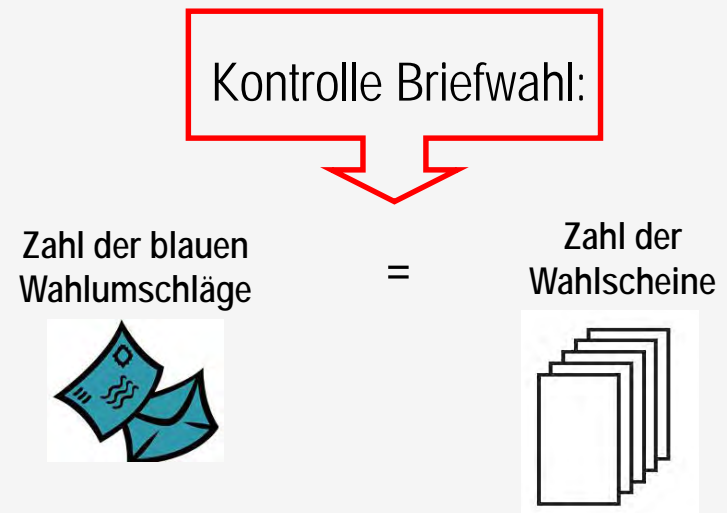 Kontrolle Briefwahl:
Zahl der blauen
Wahlumschläge
=
Zahl der
Wahlscheine